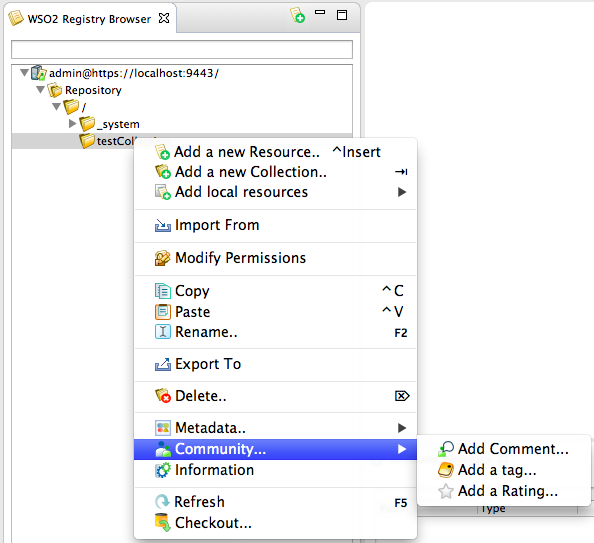 WSO2 Registry Browser
admin@https://localhost:9443/
Repository
/
_system
Add a new Resource.. ^Insert
Add a new Collection.. ⇥
Add local resources
Import From
Modify Permissions
Copy ^C
Paste ^V
Rename.. F2
Export To
Delete.. ⌦
Metadata..
Community...
Add Comment...
Information
Add a tag...
Add a Rating...
Refresh F5
Type
Checkout...